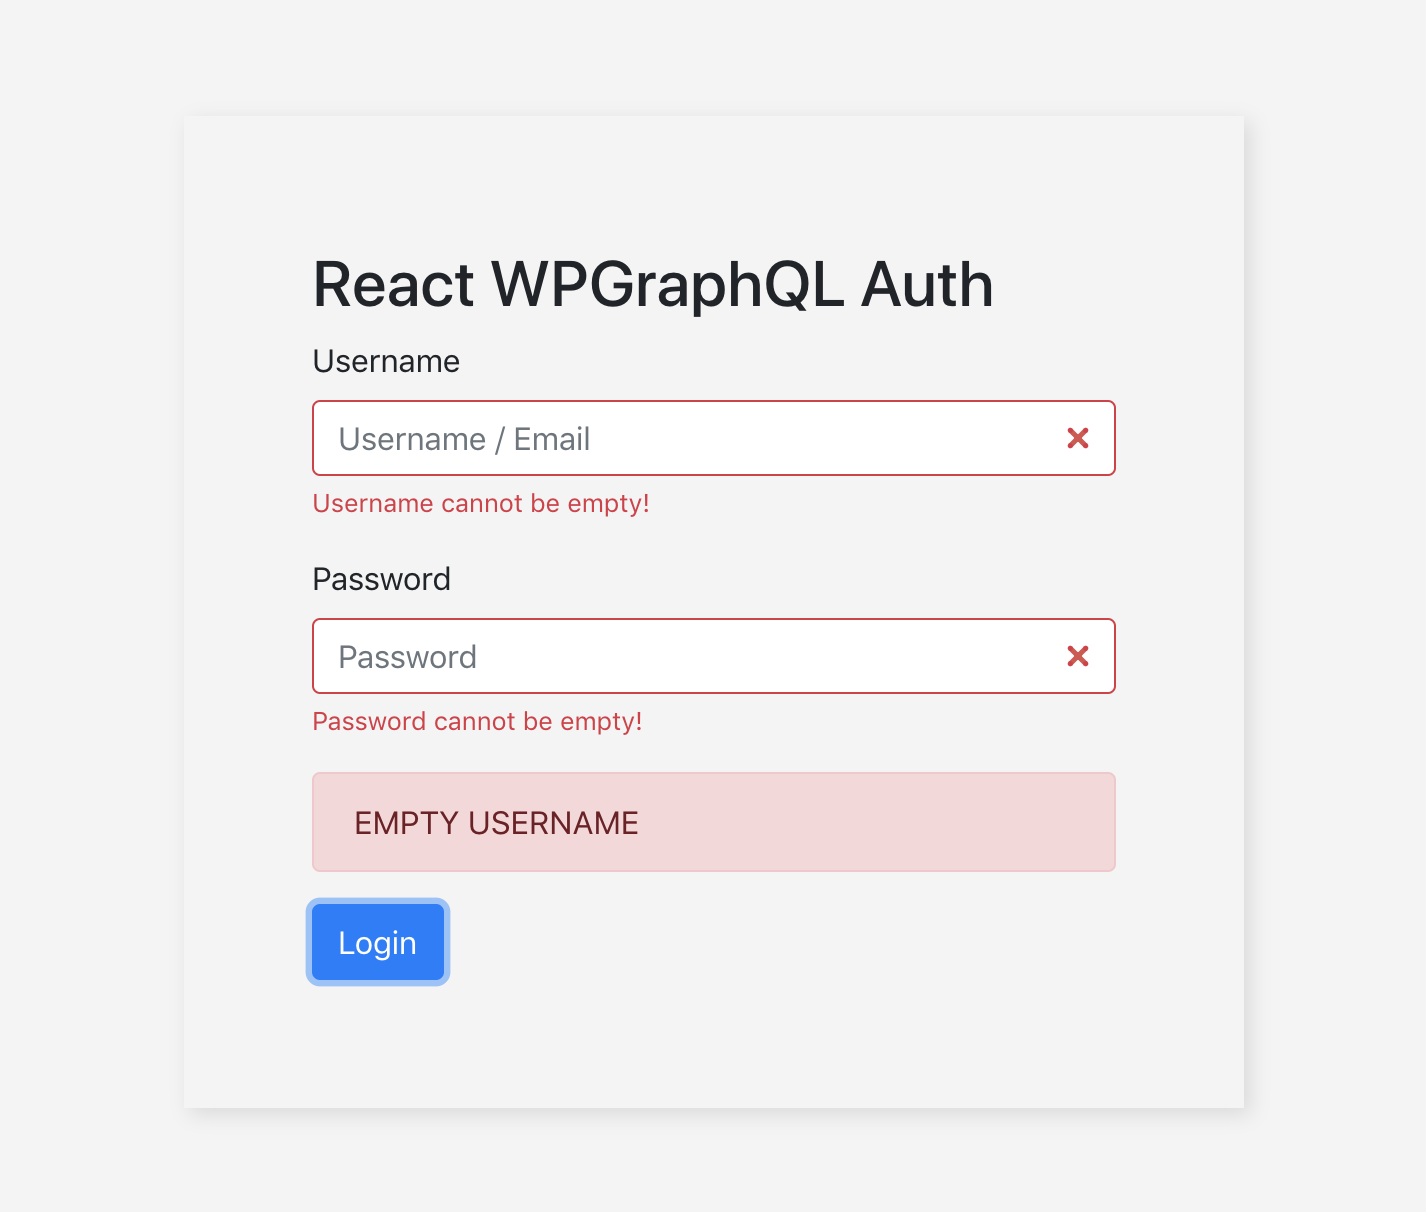 React WPGraphQL Auth
Username
Username / Email
Username cannot be empty!
Password
Password
Password cannot be empty!
EMPTY USERNAME
Login